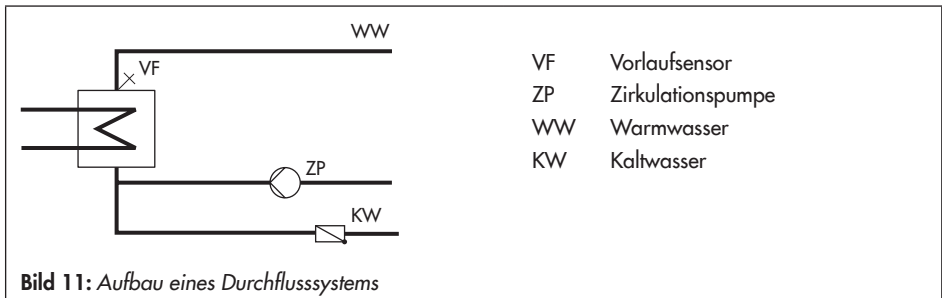 WW
VF
ZP
KW
VF Vorlaufsensor
ZP Zirkulationspumpe
WW Warmwasser
KW Kaltwasser
Bild 11: Aufbau eines Durchflusssystems